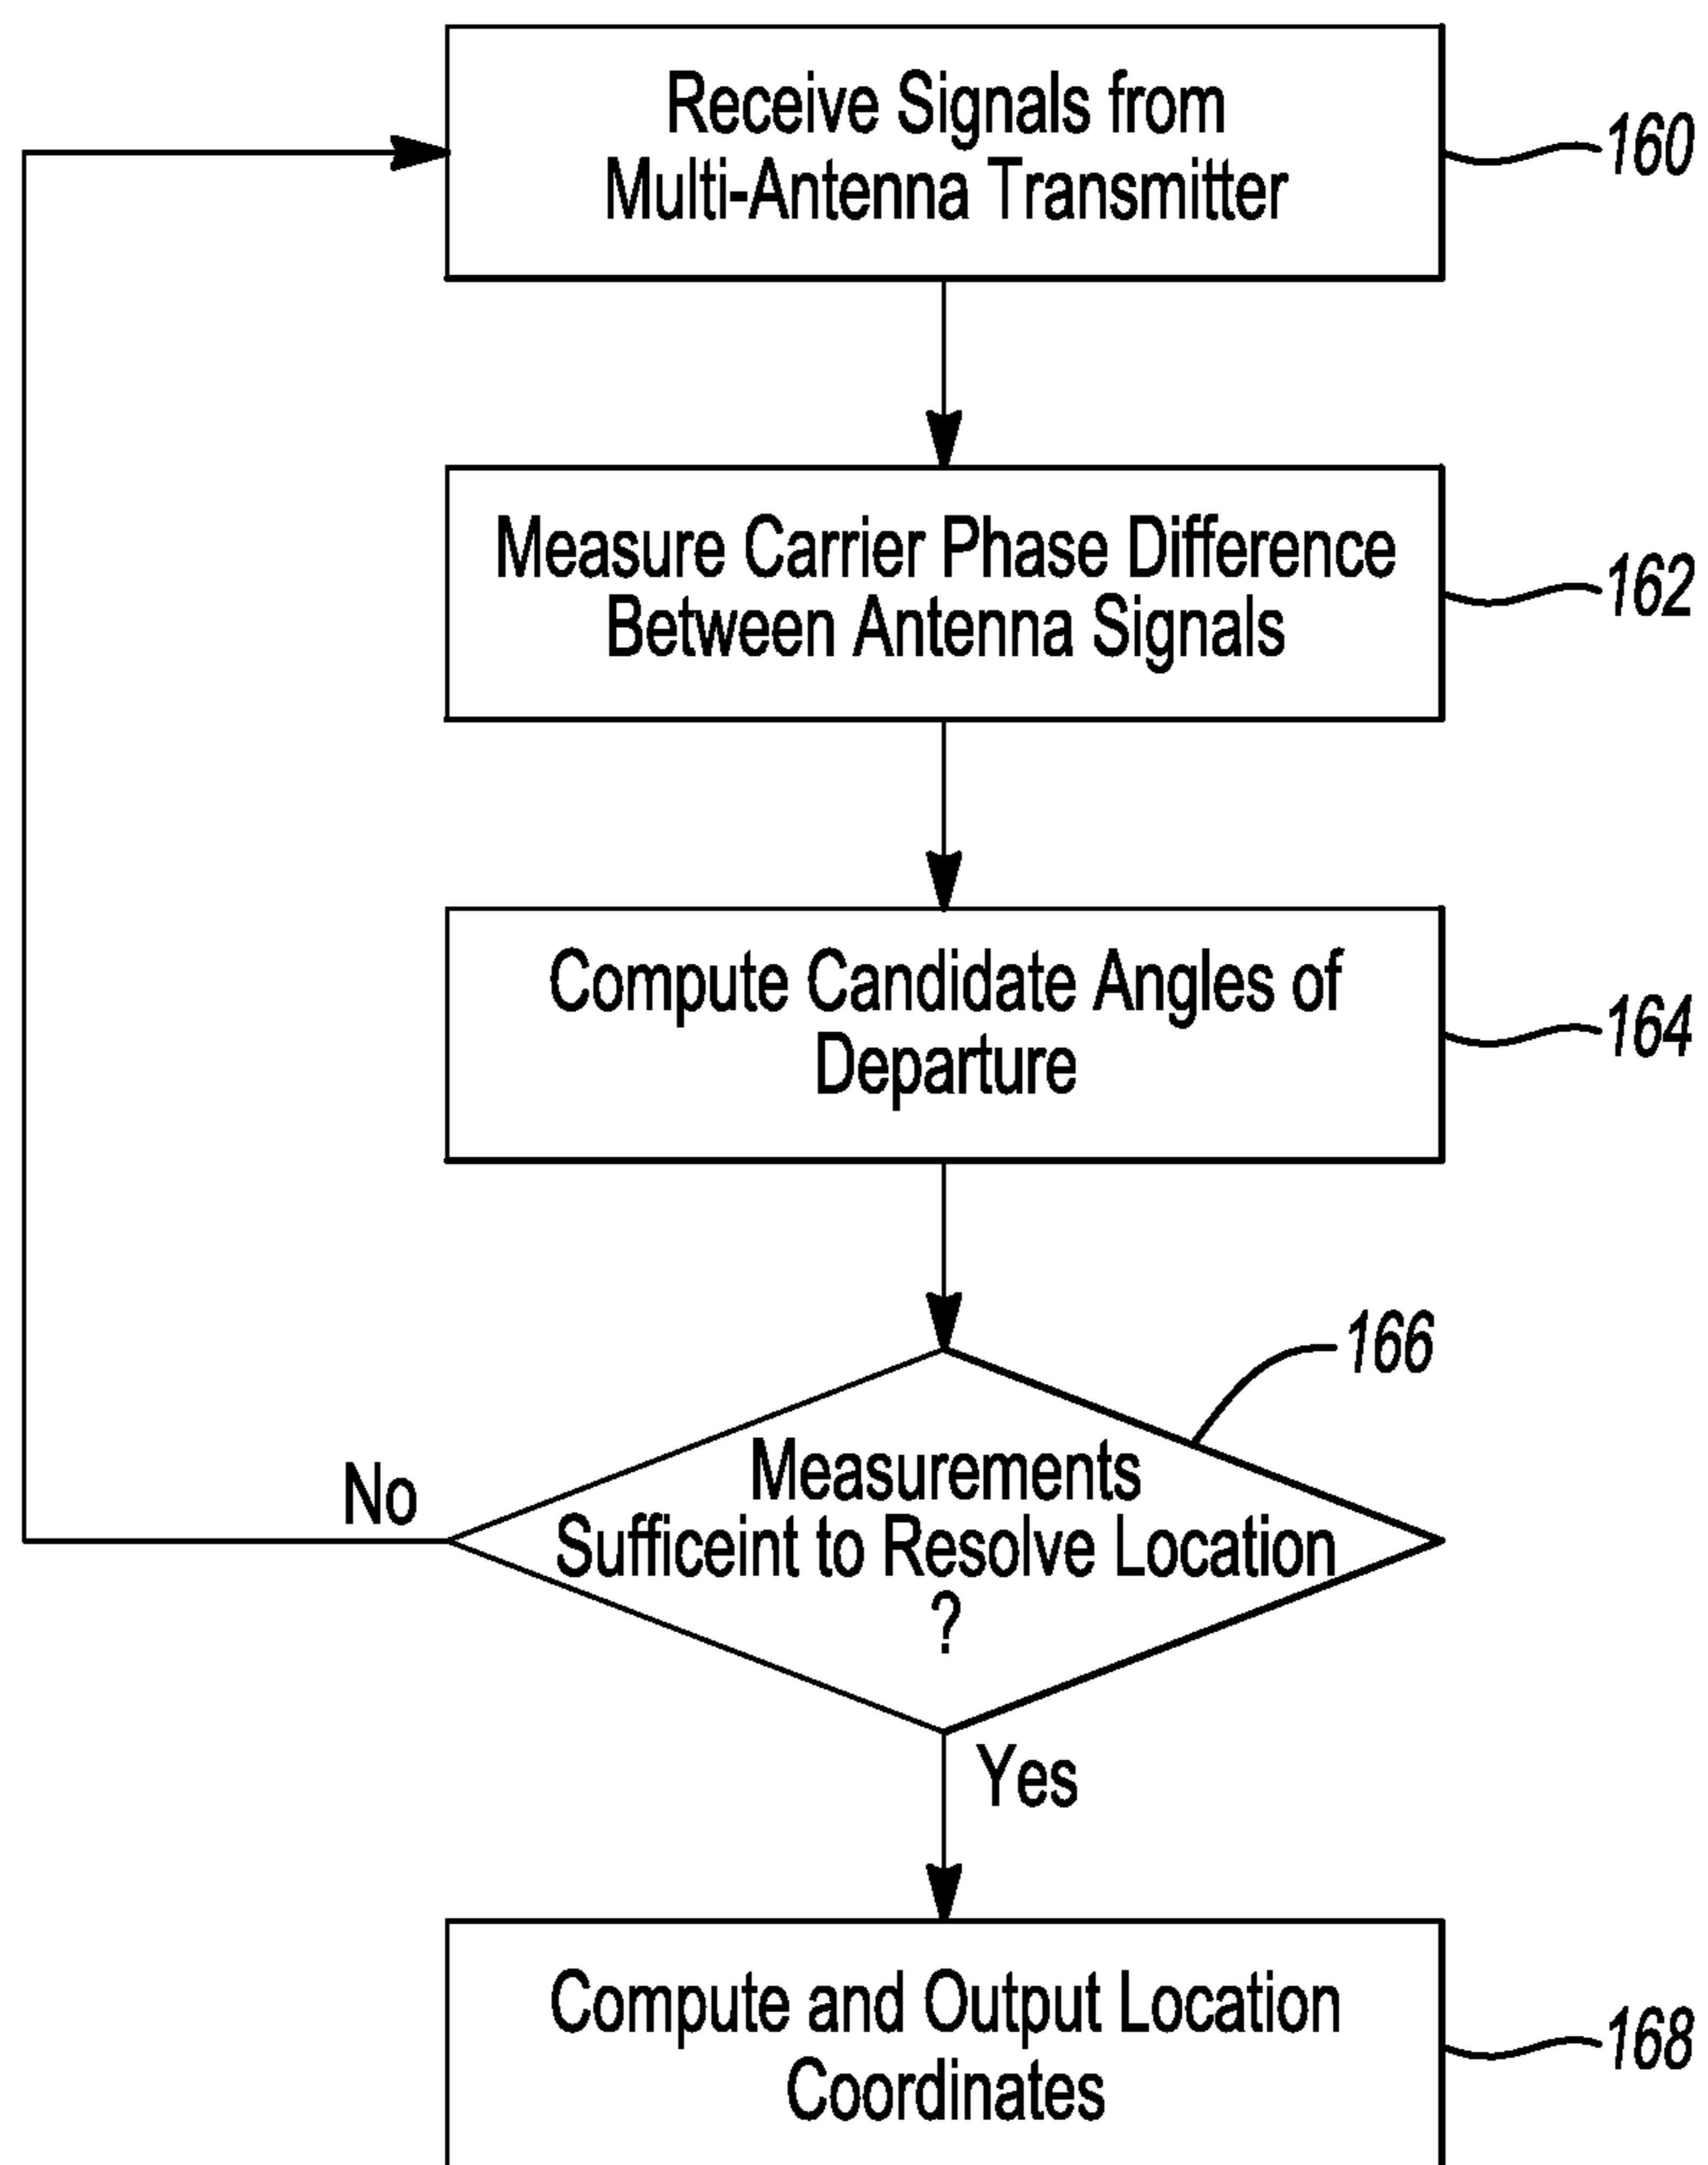 Receive Signals from
Multi-Antenna Transmitter
160
Measure Carrier Phase Difference
Between Antenna Signals
162
Compute Candidate Angles of
Departure
164
166
Measurements
Sufficeint to Resolve Location
?
No
Yes
Compute and Output Location
Coordinates
168